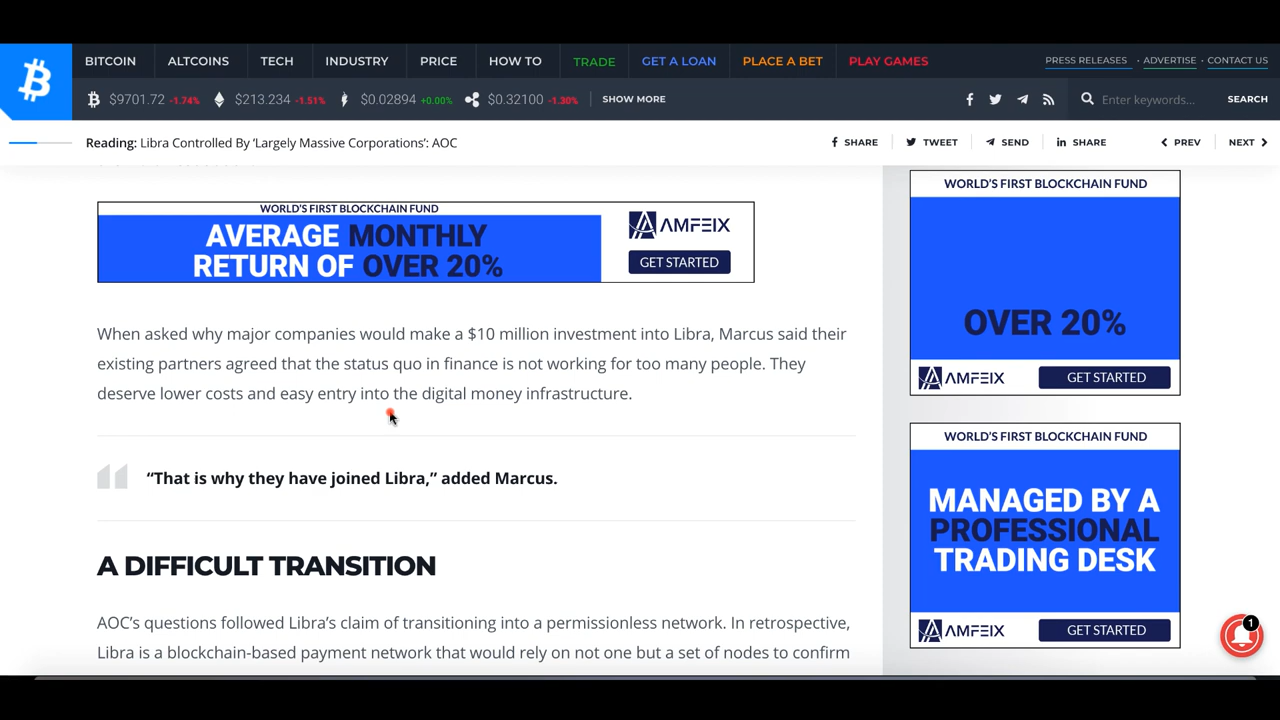 BITCOIN ALTCOINS TECH INDUSTRY PRICE HOW TO TRADE GET A LOAN PLACE A BET PLAY GAMES PRESS RELEASES · ADVERTISE · CONTACT US
$9701.72 -1.74% $213.234 -1.51% $0.02894 +0.00% $0.32100 -1.30% SHOW MORE Enter keywords... SEARCH
Reading: Libra Controlled By ‘Largely Massive Corporations’: AOC SHARE TWEET SEND SHARE PREV NEXT
WORLD'S FIRST BLOCKCHAIN FUND
AVERAGE MONTHLY
RETURN OF OVER 20%
AMFEIX
GET STARTED
When asked why major companies would make a $10 million investment into Libra, Marcus said their
existing partners agreed that the status quo in finance is not working for too many people. They
deserve lower costs and easy entry into the digital money infrastructure.
“That is why they have joined Libra,” added Marcus.
A DIFFICULT TRANSITION
AOC’s questions followed Libra’s claim of transitioning into a permissionless network. In retrospective,
Libra is a blockchain-based payment network that would rely on not one but a set of nodes to confirm
WORLD'S FIRST BLOCKCHAIN FUND
OVER 20%
AMFEIX GET STARTED
WORLD'S FIRST BLOCKCHAIN FUND
MANAGED BY A
PROFESSIONAL
TRADING DESK
AMFEIX GET STARTED
1